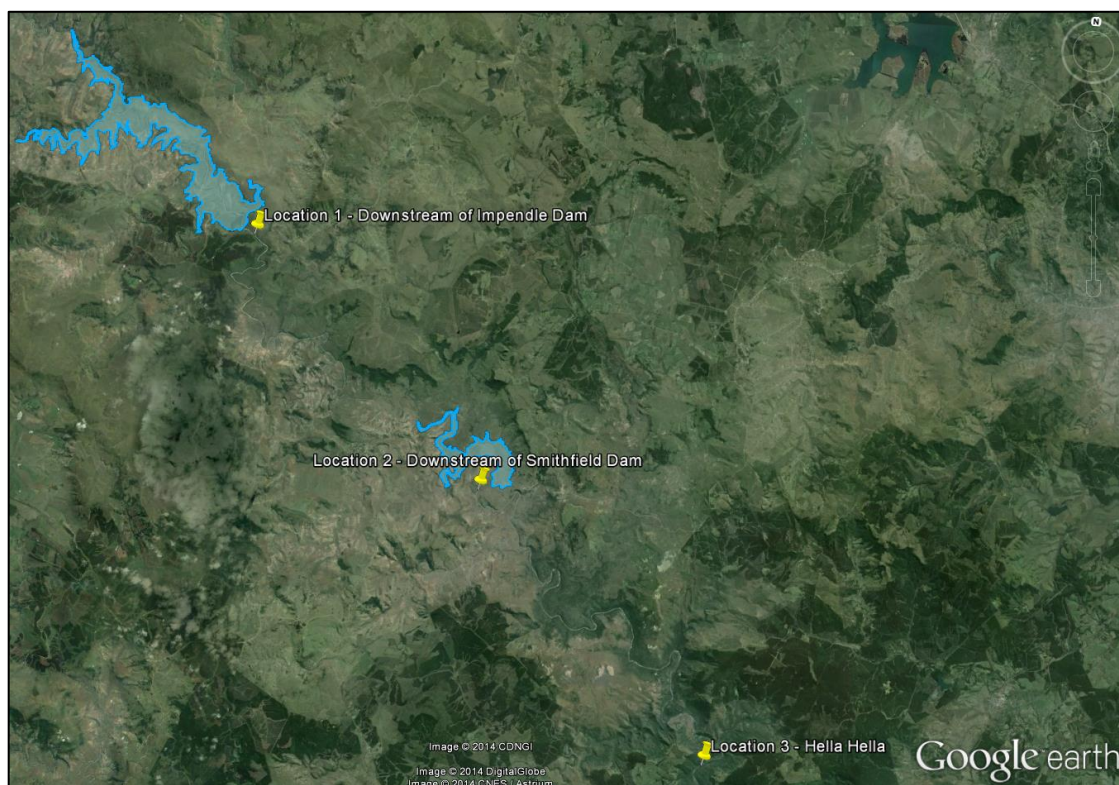 N
Location 1 - Downstream of Impendle Dam
Location 2 - Downstream of Smithfield Dam
Location 3 - Hella Hella
Image © 2014 CDNGI
Image © 2014 DigitalGlobe
Image © 2014 CNES / Astrium
Google earth